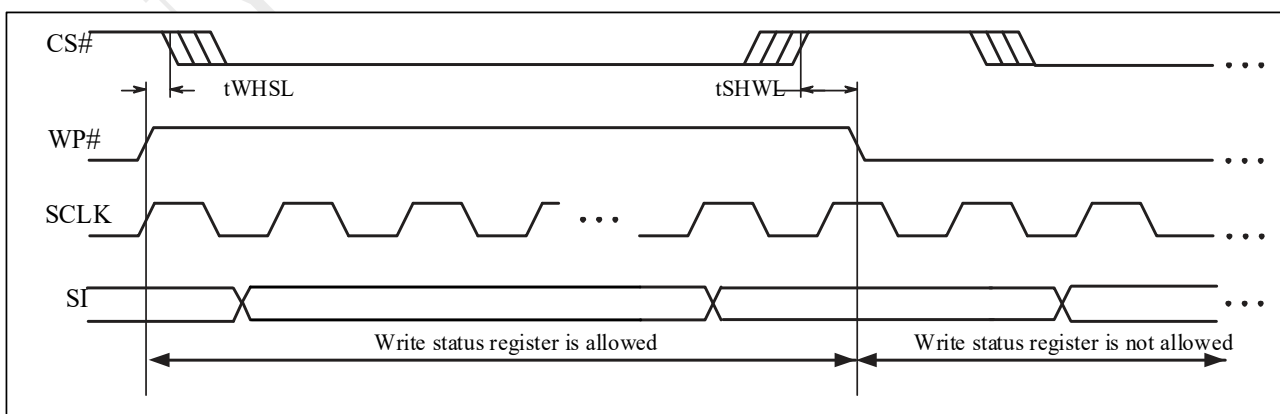 CS#
tWHSL
tSHWL
WP#
SCLK
SI
Write status register is allowed
Write status register is not allowed